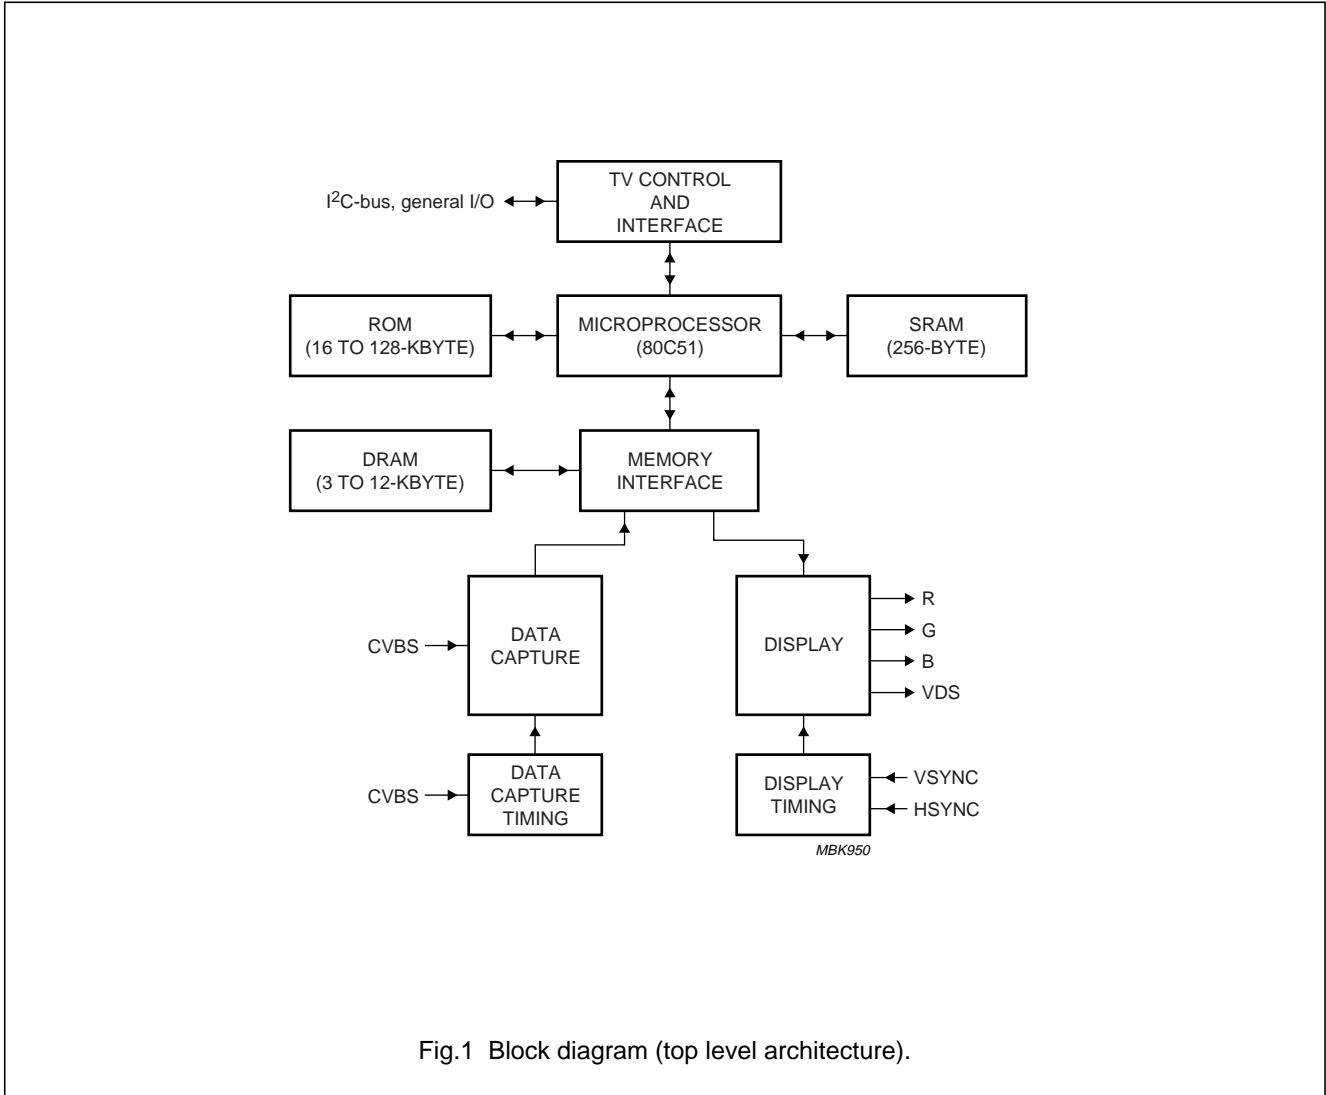 TV CONTROL
AND
INTERFACE
I²C-bus, general I/O
ROM
(16 TO 128-KBYTE)
MICROPROCESSOR
(80C51)
SRAM
(256-BYTE)
DRAM
(3 TO 12-KBYTE)
MEMORY
INTERFACE
CVBS
DATA
CAPTURE
DISPLAY
R
G
B
VDS
CVBS
DATA
CAPTURE
TIMING
DISPLAY
TIMING
VSYNC
HSYNC
MBK950
Fig.1 Block diagram (top level architecture).